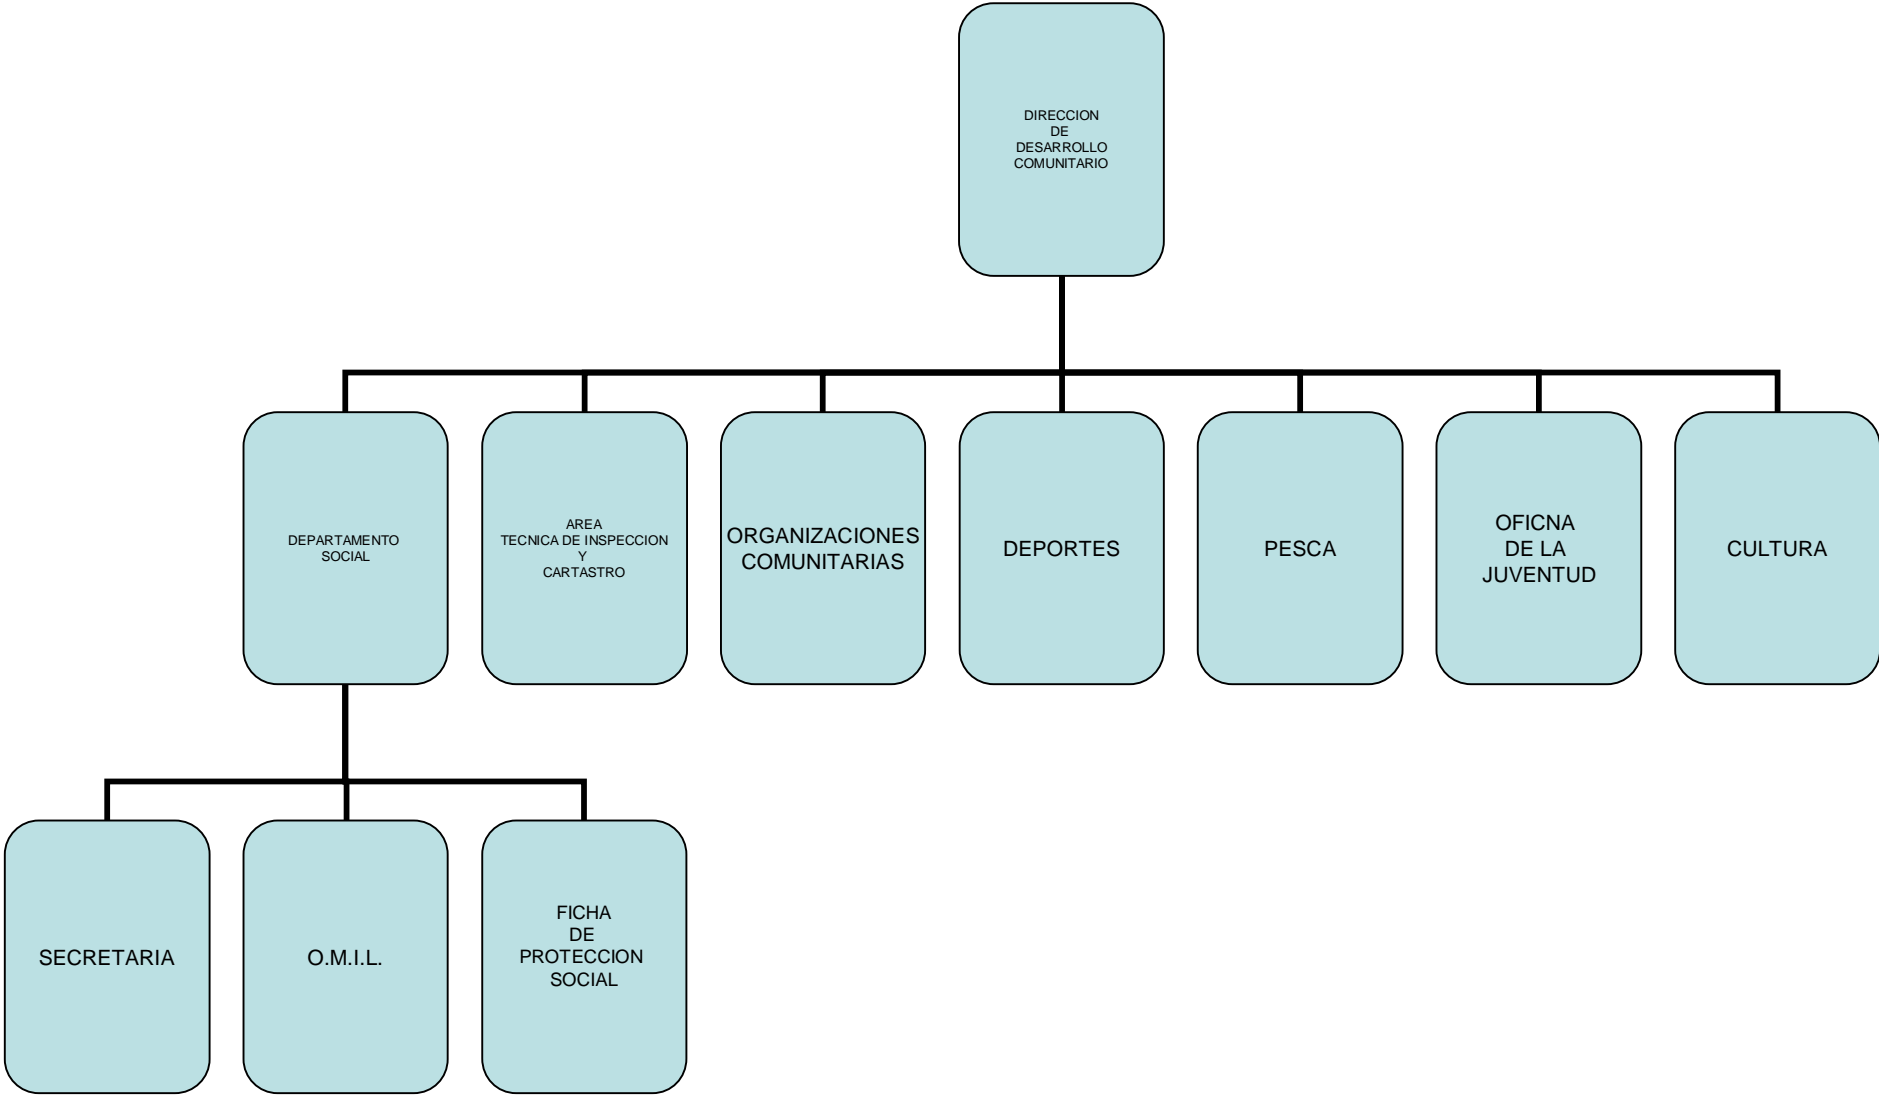 DIRECCION
DE
DESARROLLO
COMUNITARIO
DEPARTAMENTO
SOCIAL
AREA
TECNICA DE INSPECCION
Y
CARTASTRO
ORGANIZACIONES
COMUNITARIAS
DEPORTES
PESCA
OFICNA
DE LA
JUVENTUD
CULTURA
SECRETARIA
O.M.I.L.
FICHA
DE
PROTECCION
SOCIAL